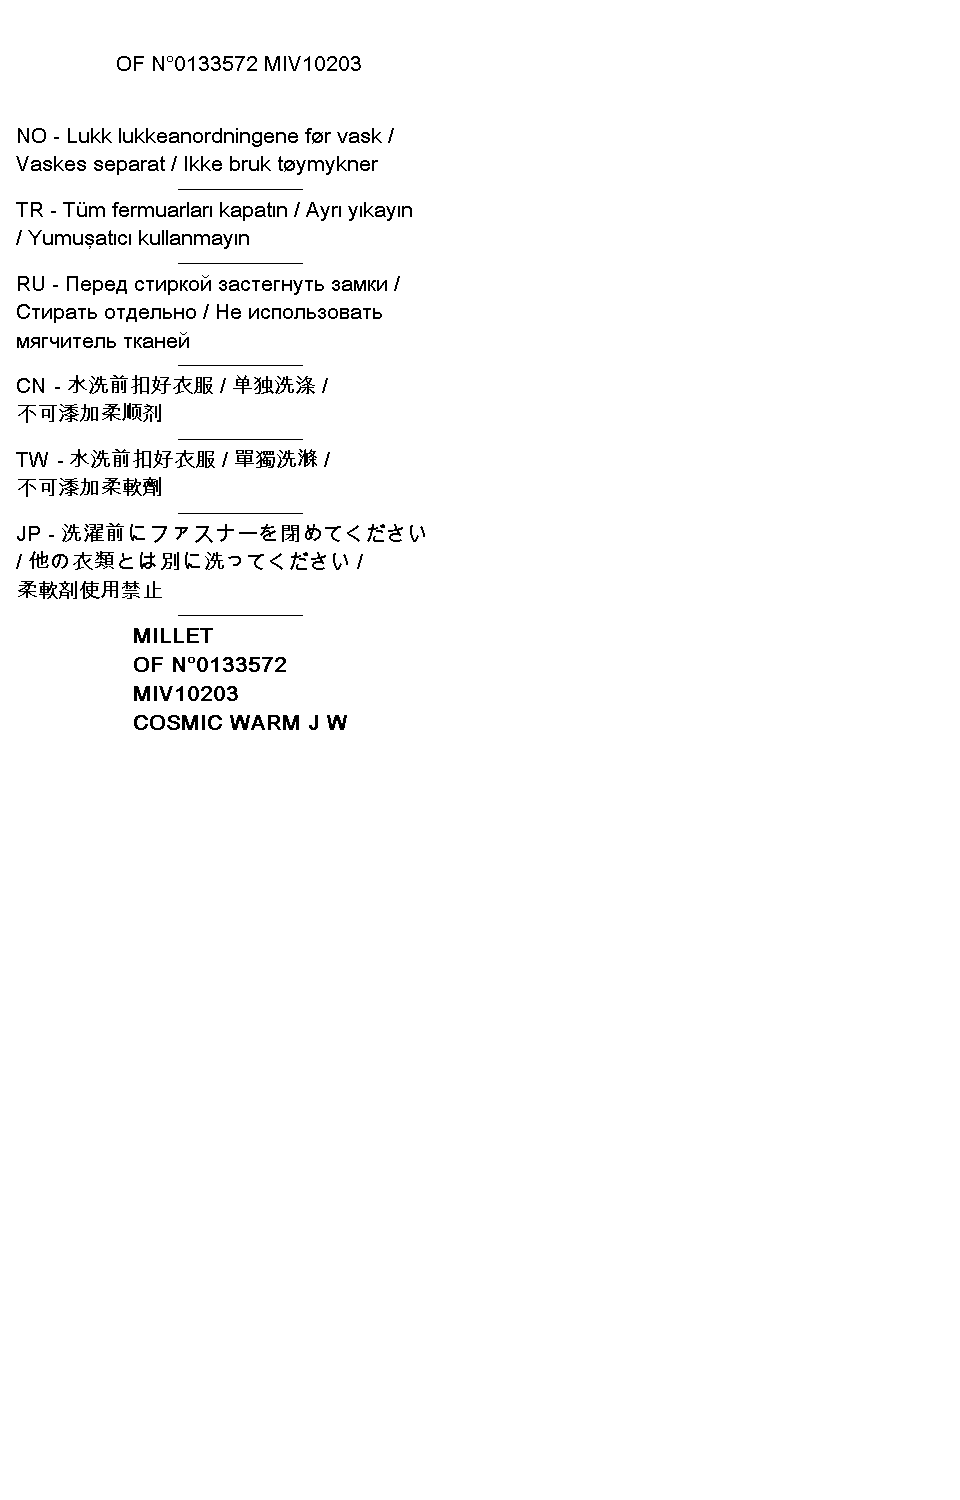 OF N°0133572 MIV10203
NO - Lukk lukkeanordningene før vask /
Vaskes separat / Ikke bruk tøymykner
TR - Tüm fermuarları kapatın / Ayrı yıkayın
/ Yumuşatıcı kullanmayın
RU - Перед стиркой застегнуть замки /
Стирать отдельно / Не использовать
мягчитель тканей
CN - 水洗前扣好衣服 / 单独洗涤 /
不可漆加柔顺剂
TW - 水洗前扣好衣服 / 單獨洗滌 /
不可漆加柔軟劑
JP - 洗濯前にファスナーを閉めてください
/ 他の衣類とは別に洗ってください /
柔軟剤使用禁止
MILLET
OF N°0133572
MIV10203
COSMIC WARM J W